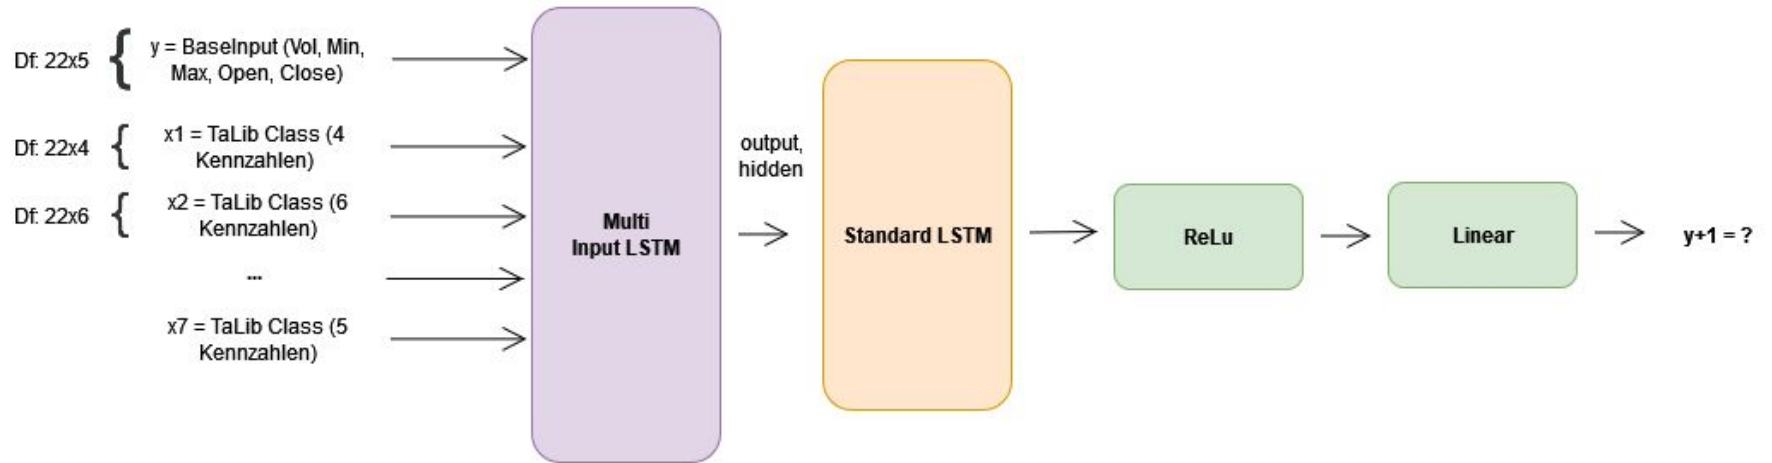 Df: 22x5
y = BaseInput (Vol, Min,
Max, Open, Close)
Df: 22x4
x1 = TaLib Class (4
Kennzahlen)
Df: 22x6
x2 = TaLib Class (6
Kennzahlen)
...
x7 = TaLib Class (5
Kennzahlen)
Multi
Input LSTM
output,
hidden
Standard LSTM
ReLu
Linear
y+1 = ?